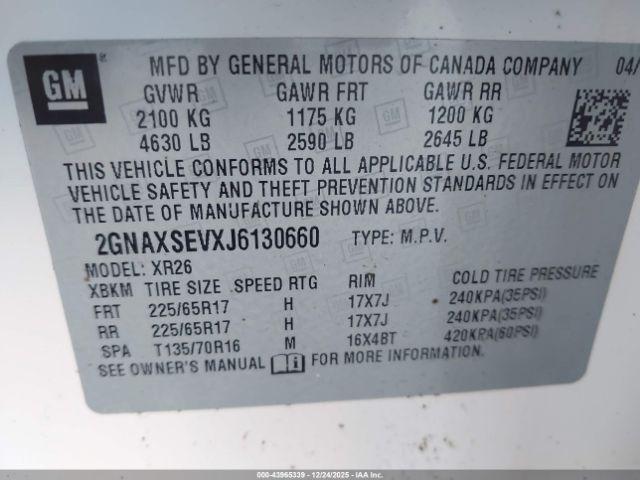 GM ®
MFD BY GENERAL MOTORS OF CANADA COMPANY 04/
GVWR GAWR FRT GAWR RR
2100 KG 1175 KG 1200 KG
4630 LB 2590 LB 2645 LB
THIS VEHICLE CONFORMS TO ALL APPLICABLE U.S. FEDERAL MOTOR
VEHICLE SAFETY AND THEFT PREVENTION STANDARDS IN EFFECT ON
THE DATE OF MANUFACTURE SHOWN ABOVE.
2GNAXSEVXJ6130660 TYPE: M.P.V.
MODEL: XR26
XBKM TIRE SIZE SPEED RTG RIM COLD TIRE PRESSURE
FRT 225/65R17 H 17X7J 240KPA(35PSI)
RR 225/65R17 H 17X7J 240KPA(35PSI)
SPA T135/70R16 M 16X4BT 420KPA(60PSI)
SEE OWNER'S MANUAL i FOR MORE INFORMATION.
000-43965339 - 12/24/2025 - IAAI.COM